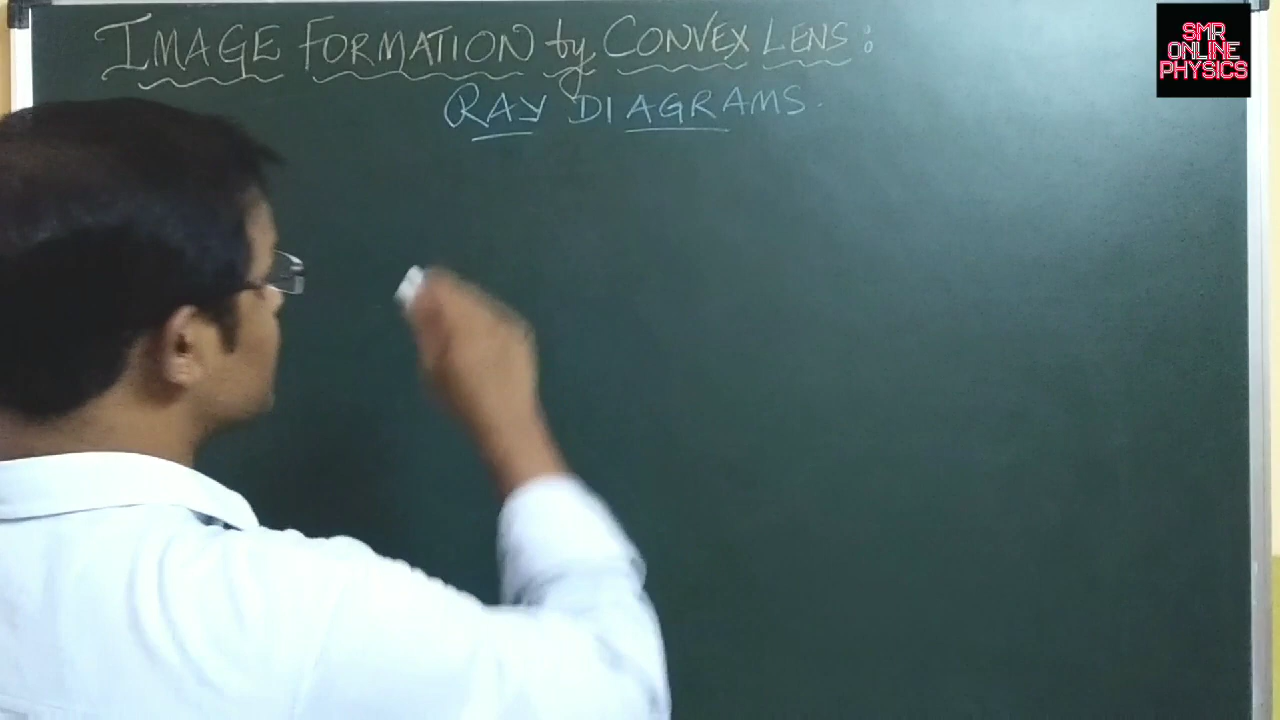 IMAGE FORMATION by CONVEX LENS:
RAY DIAGRAMS.
SMR
ONLINE
PHYSICS